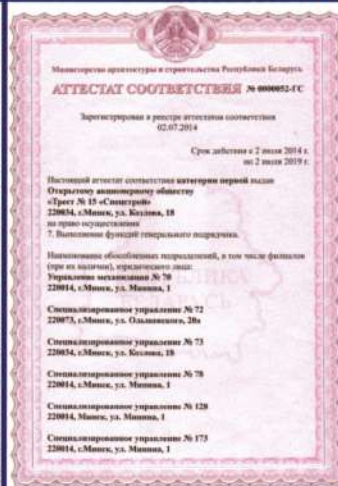 Министерство архитектуры и строительства Республики Беларусь
АТТЕСТАТ СООТВЕТСТВИЯ № 0000052-ГС
Зарегистрирован в реестре аттестатов соответствия
02.07.2014
Срок действия с 2 июля 2014 г.
по 2 июля 2019 г.
Настоящий аттестат соответствия категории первой выдан
Открытому акционерному обществу
«Трест № 15 «Спецстрой»
220034, г.Минск, ул. Козлова, 18
на право осуществления
7. Выполнение функций генерального подрядчика.
Наименование обособленных подразделений, в том числе филиалов
(при их наличии), юридического лица:
Управление механизации № 70
220014, г.Минск, ул. Минина, 1
Специализированное управление № 72
220073, г.Минск, ул. Ольшевского, 20а
Специализированное управление № 73
220034, г.Минск, ул. Козлова, 18
Специализированное управление № 78
220014, г.Минск, ул. Минина, 1
Специализированное управление № 128
220014, Минск, ул. Минина, 1
Специализированное управление № 173
220014, г.Минск, ул. Минина, 1